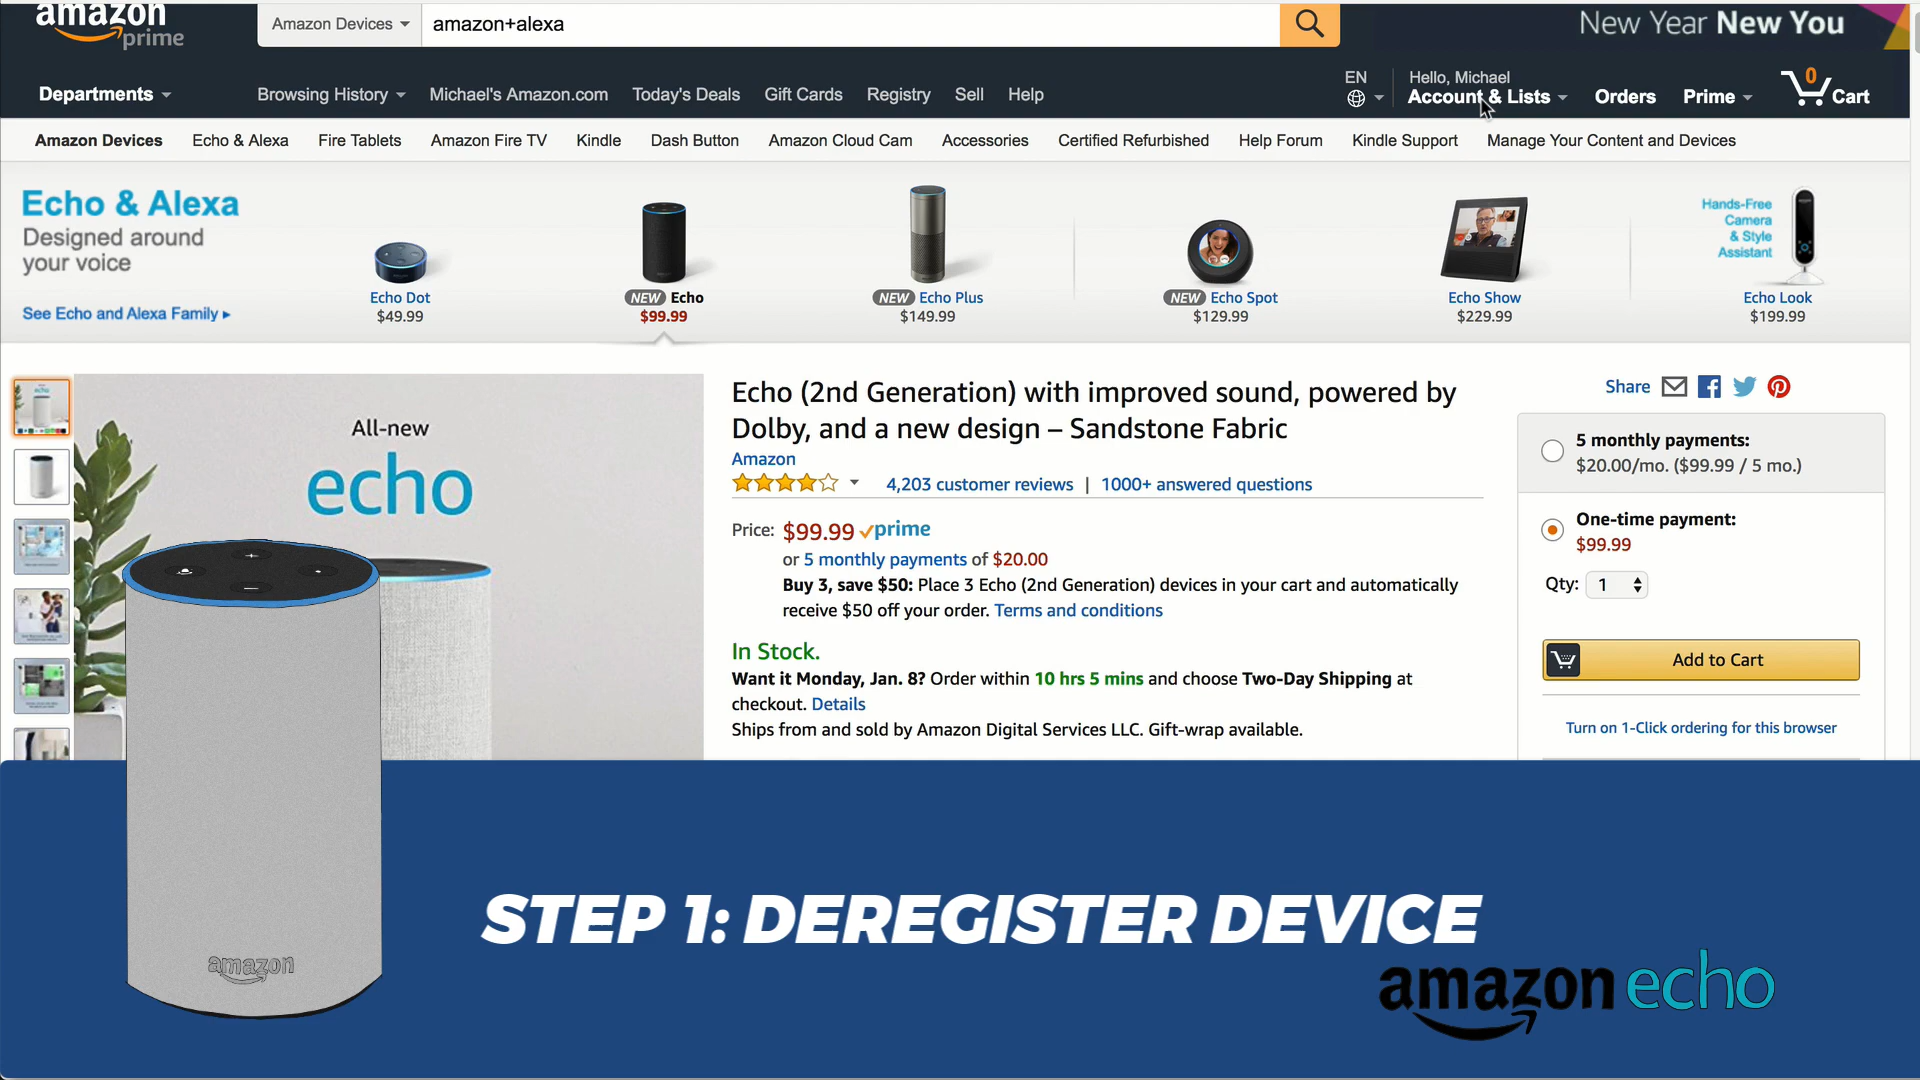 amazon
prime
Amazon Devices
amazon+alexa
New Year New You
Departments
Browsing History
Michael's Amazon.com
Today's Deals
Gift Cards
Registry
Sell
Help
EN
Hello, Michael
Account & Lists
Orders
Prime
0
Cart
Amazon Devices
Echo & Alexa
Fire Tablets
Amazon Fire TV
Kindle
Dash Button
Amazon Cloud Cam
Accessories
Certified Refurbished
Help Forum
Kindle Support
Manage Your Content and Devices
Echo & Alexa
Designed around
your voice
See Echo and Alexa Family ▸
Echo Dot
$49.99
NEW Echo
$99.99
NEW Echo Plus
$149.99
NEW Echo Spot
$129.99
Echo Show
$229.99
Hands-Free
Camera
& Style
Assistant
Echo Look
$199.99
All-new
echo
Echo (2nd Generation) with improved sound, powered by
Dolby, and a new design – Sandstone Fabric
Amazon
4,203 customer reviews | 1000+ answered questions
Price: $99.99 prime
or 5 monthly payments of $20.00
Buy 3, save $50: Place 3 Echo (2nd Generation) devices in your cart and automatically
receive $50 off your order. Terms and conditions
In Stock.
Want it Monday, Jan. 8? Order within 10 hrs 5 mins and choose Two-Day Shipping at
checkout. Details
Ships from and sold by Amazon Digital Services LLC. Gift-wrap available.
Share
5 monthly payments:
$20.00/mo. ($99.99 / 5 mo.)
One-time payment:
$99.99
Qty: 1
Add to Cart
Turn on 1-Click ordering for this browser
amazon
STEP 1: DEREGISTER DEVICE
amazon echo